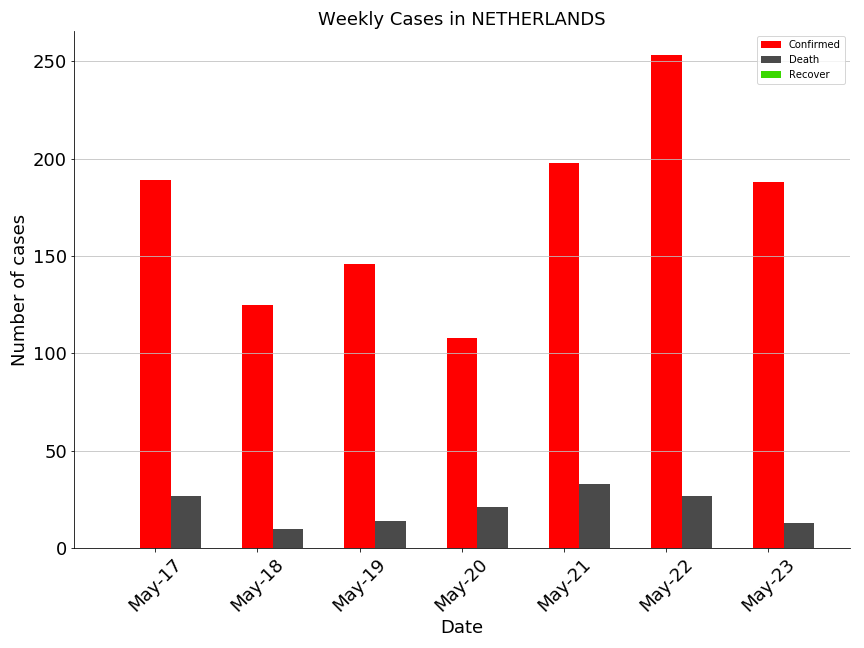 Weekly Cases in NETHERLANDS
Confirmed
Death
Recover
Number of cases
250
200
150
100
50
0
May-17
May-18
May-19
May-20
May-21
May-22
May-23
Date